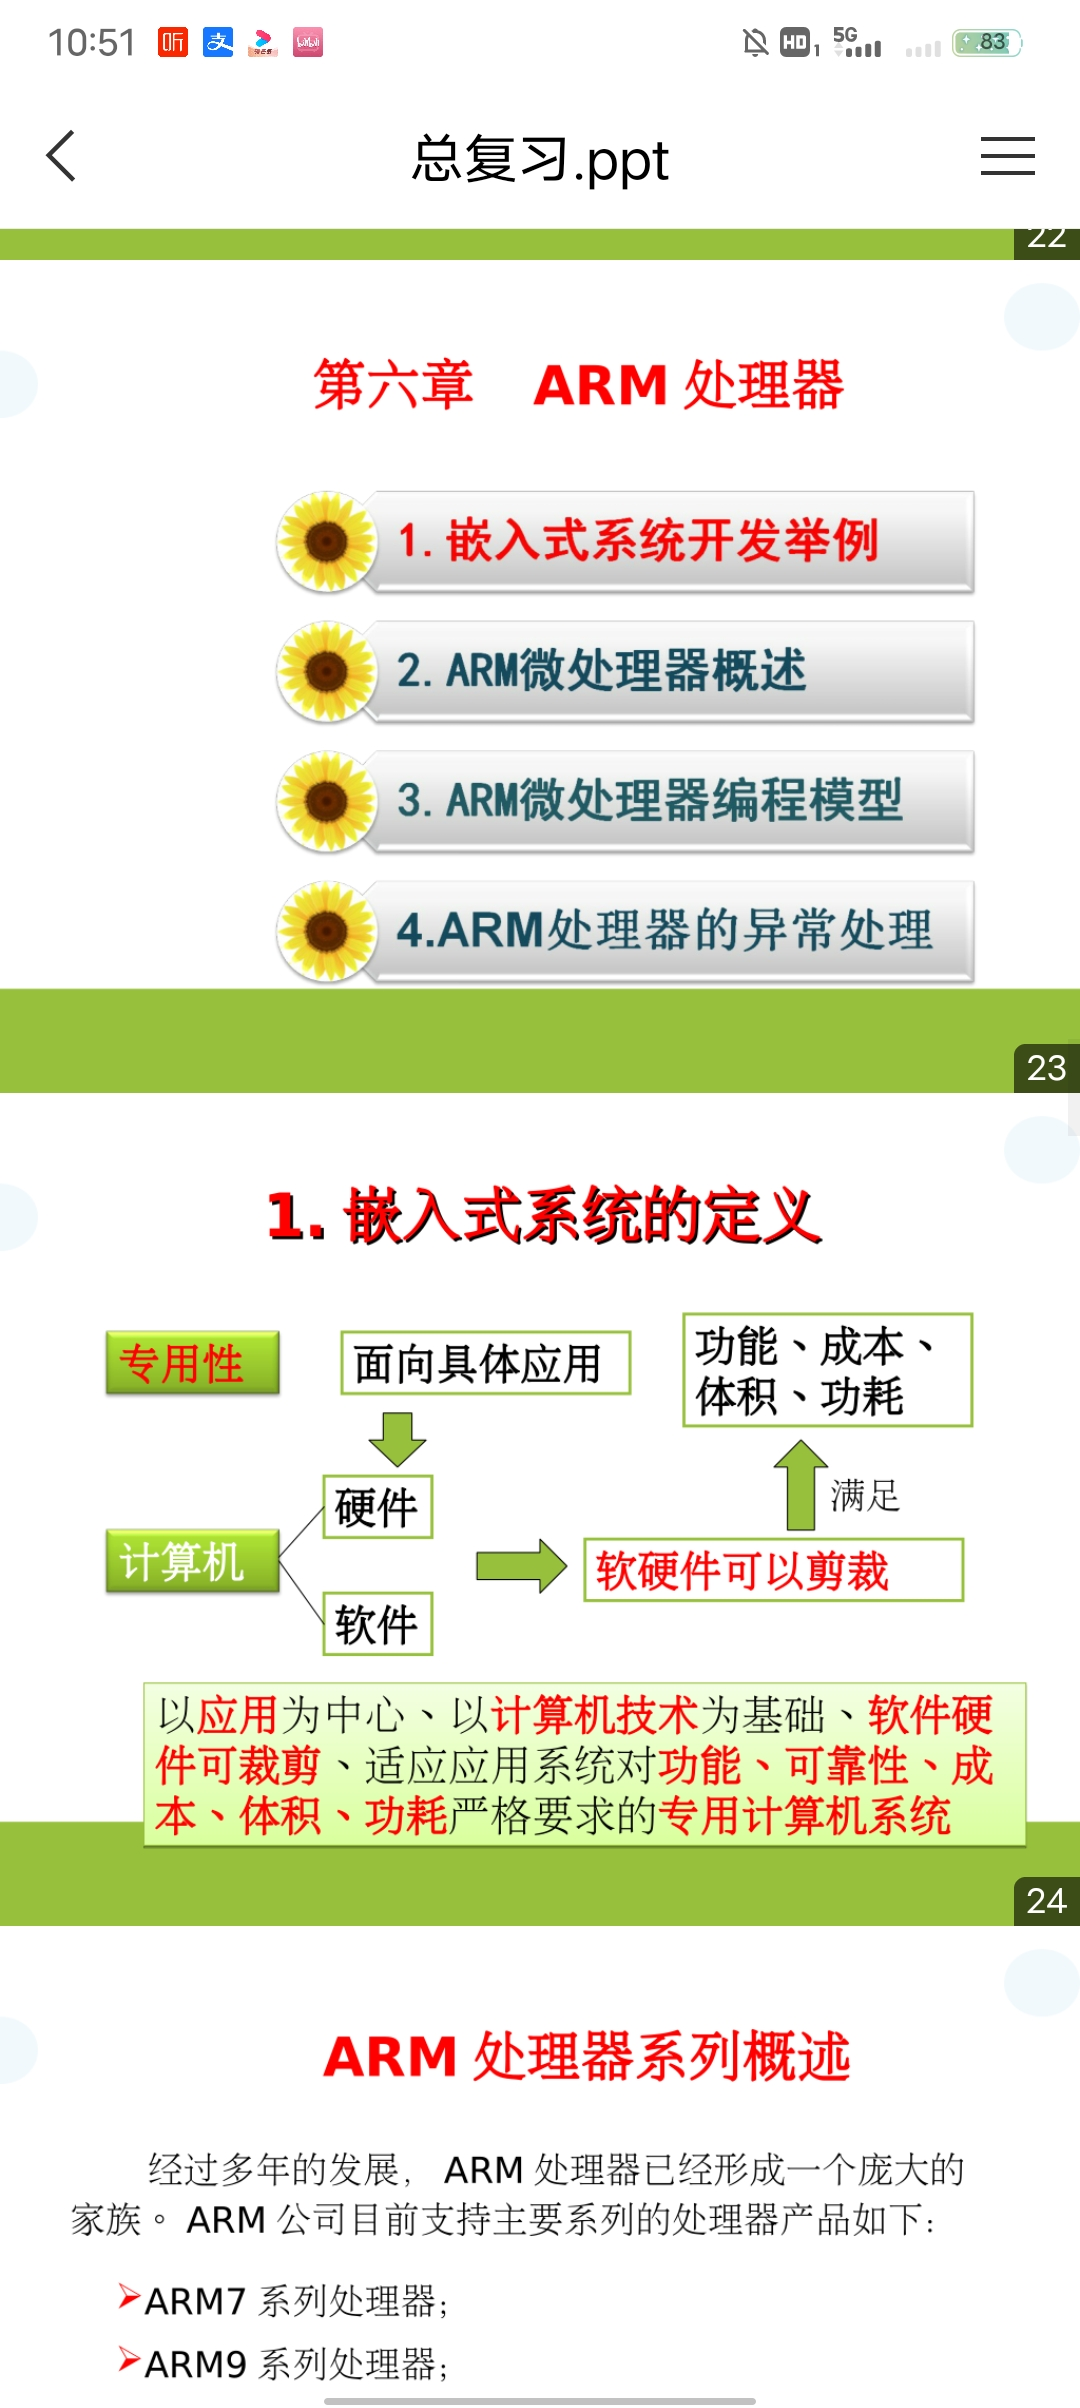 10:51
听
支
HD 1
5G
83
总复习.ppt
22
第六章 ARM 处理器
1. 嵌入式系统开发举例
2. ARM微处理器概述
3. ARM微处理器编程模型
4.ARM处理器的异常处理
23
1. 嵌入式系统的定义
专用性
面向具体应用
功能、成本、
体积、功耗
满足
硬件
计算机
软硬件可以剪裁
软件
以应用为中心、以计算机技术为基础、软件硬
件可裁剪、适应应用系统对功能、可靠性、成
本、体积、功耗严格要求的专用计算机系统
24
ARM 处理器系列概述
经过多年的发展， ARM 处理器已经形成一个庞大的
家族。 ARM 公司目前支持主要系列的处理器产品如下：
➢ARM7 系列处理器；
➢ARM9 系列处理器；